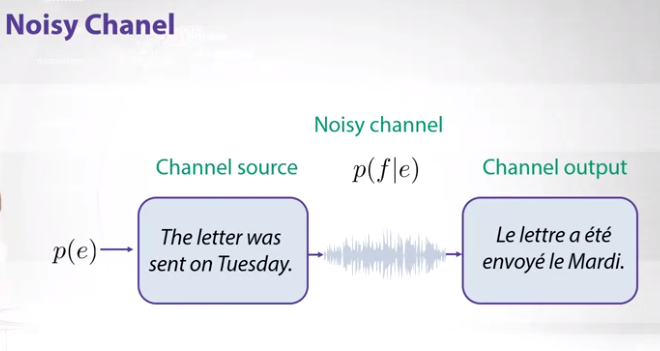 Noisy Chanel
Noisy channel
Channel source
p(f|e)
Channel output
p(e)
The letter was
sent on Tuesday.
Le lettre a été
envoyé le Mardi.